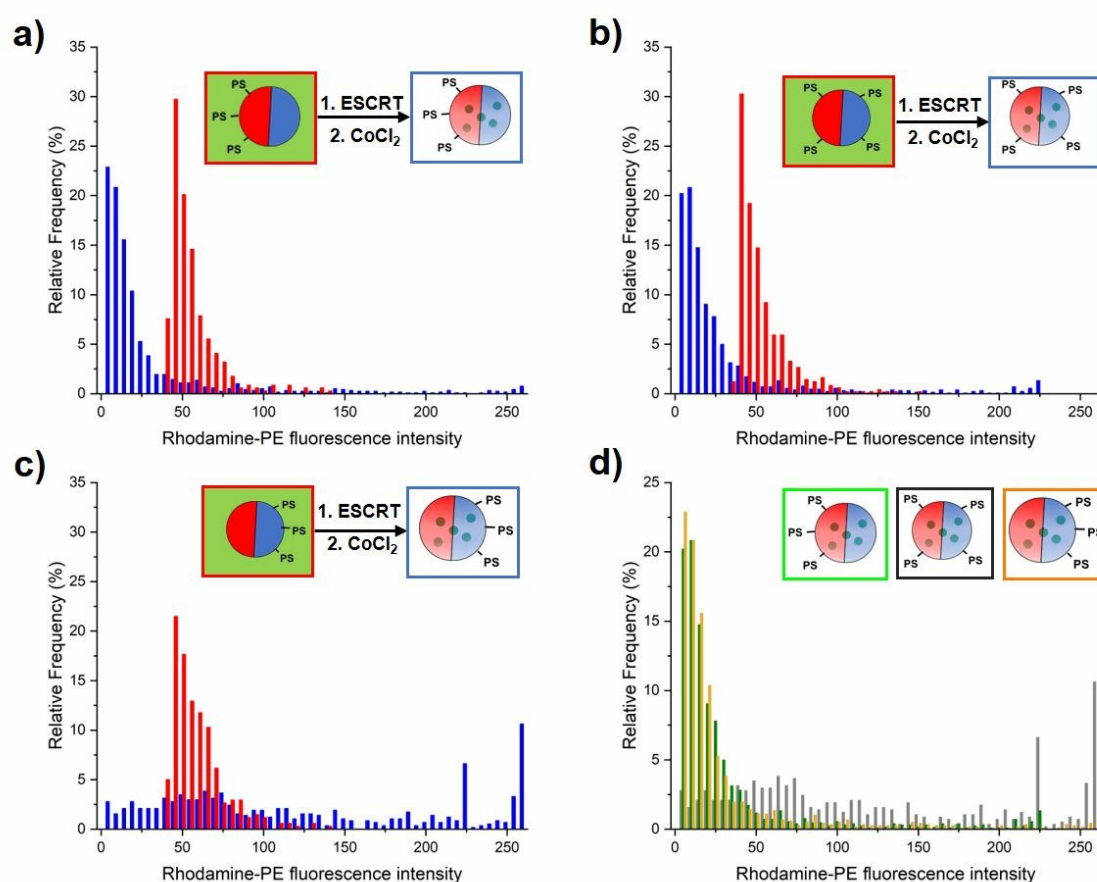 a)
35
30
25
20
15
10
5
0
Relative Frequency (%)
PS
PS
PS
1. ESCRT
2. CoCl₂
PS
PS
PS
0 50 100 150 200 250
Rhodamine-PE fluorescence intensity
b)
35
30
25
20
15
10
5
0
Relative Frequency (%)
PS PS
PS PS
1. ESCRT
2. CoCl₂
PS PS
PS PS
0 50 100 150 200 250
Rhodamine-PE fluorescence intensity
c)
35
30
25
20
15
10
5
0
Relative Frequency (%)
PS
PS
PS
1. ESCRT
2. CoCl₂
PS
PS
PS
0 50 100 150 200 250
Rhodamine-PE fluorescence intensity
d)
25
20
15
10
5
0
Relative Frequency (%)
PS
PS
PS
PS PS
PS PS
PS
PS
PS
0 50 100 150 200 250
Rhodamine-PE fluorescence intensity